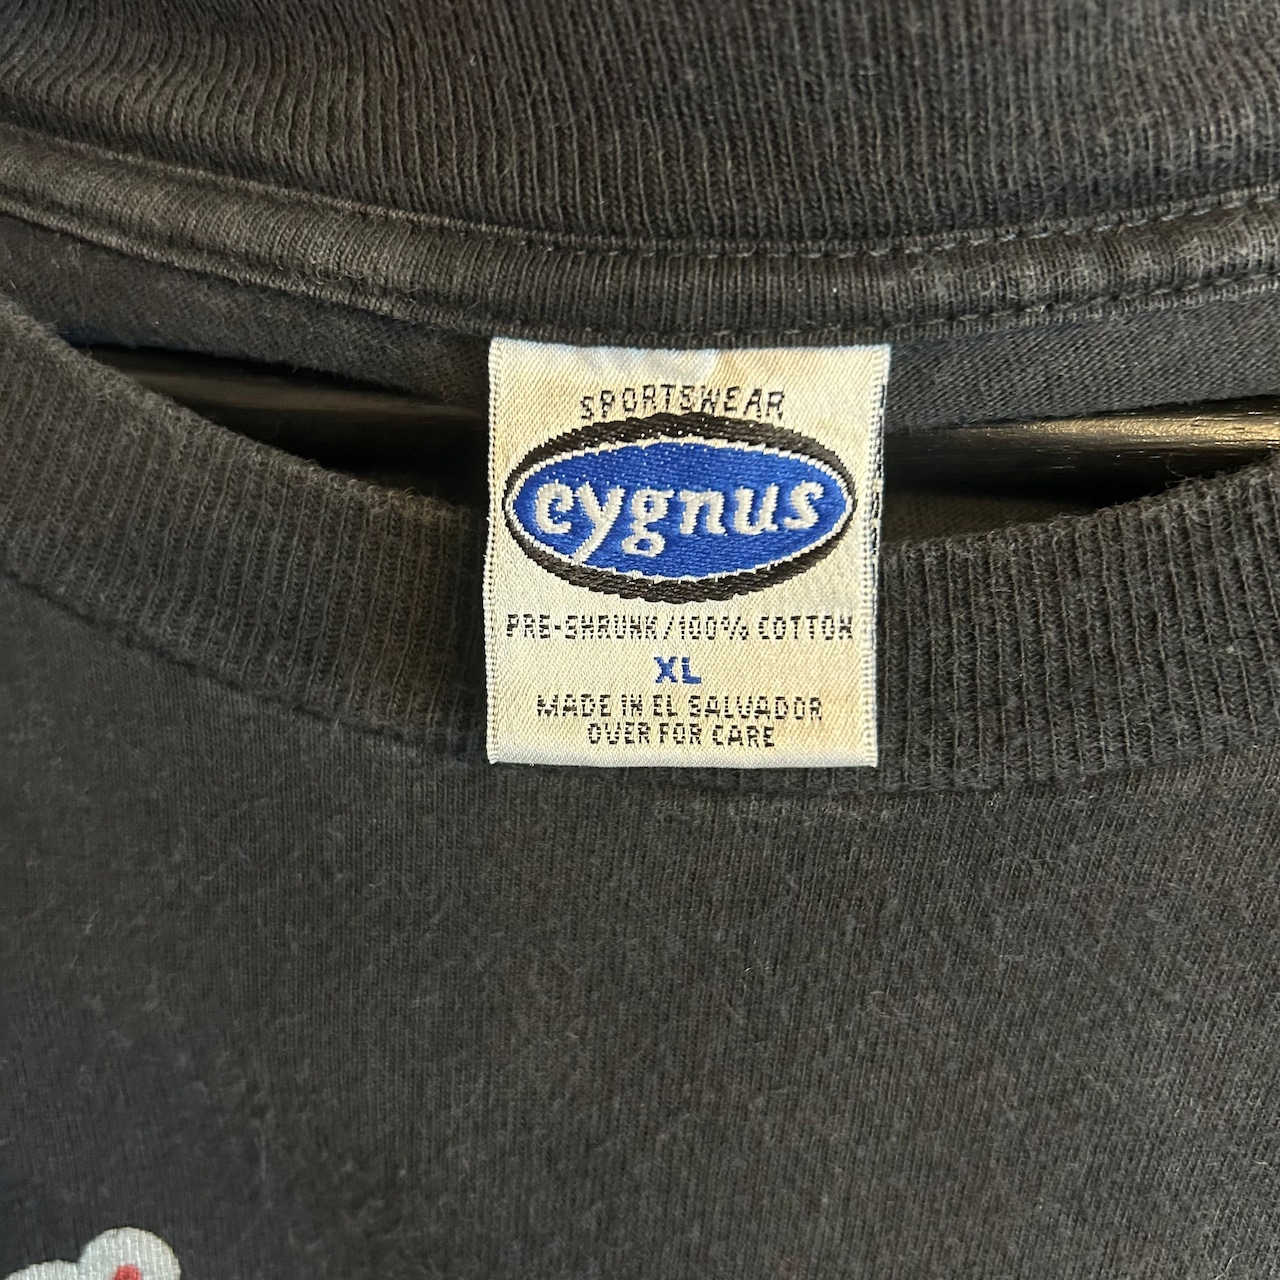 SPORTSWEAR
cygnus
PRE-SHRUNK/100% COTTON
XL
MADE IN EL SALVADOR
OVER FOR CARE